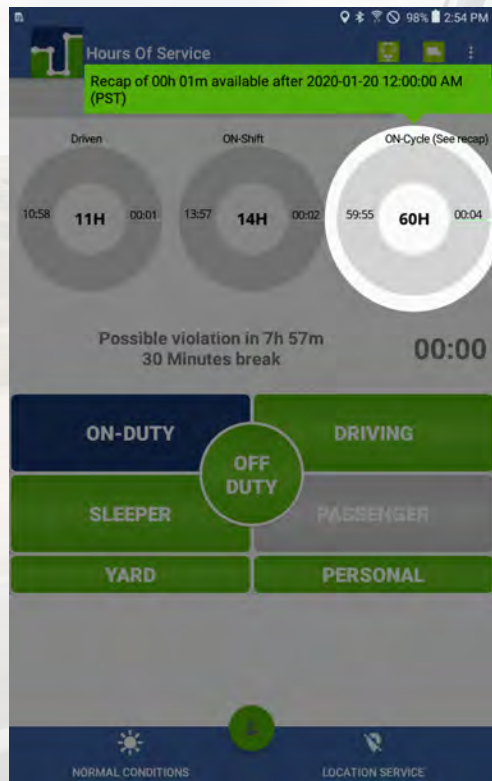 98% 2:54 PM
Hours Of Service
Recap of 00h 01m available after 2020-01-20 12:00:00 AM
(PST)
Driven ON-Shift ON-Cycle (See recap)
10:58 11H 00:01 13:57 14H 00:02 59:55 60H 00:04
Possible violation in 7h 57m
30 Minutes break
00:00
ON-DUTY
DRIVING
OFF
DUTY
SLEEPER
PASSENGER
YARD
PERSONAL
NORMAL CONDITIONS
LOCATION SERVICE